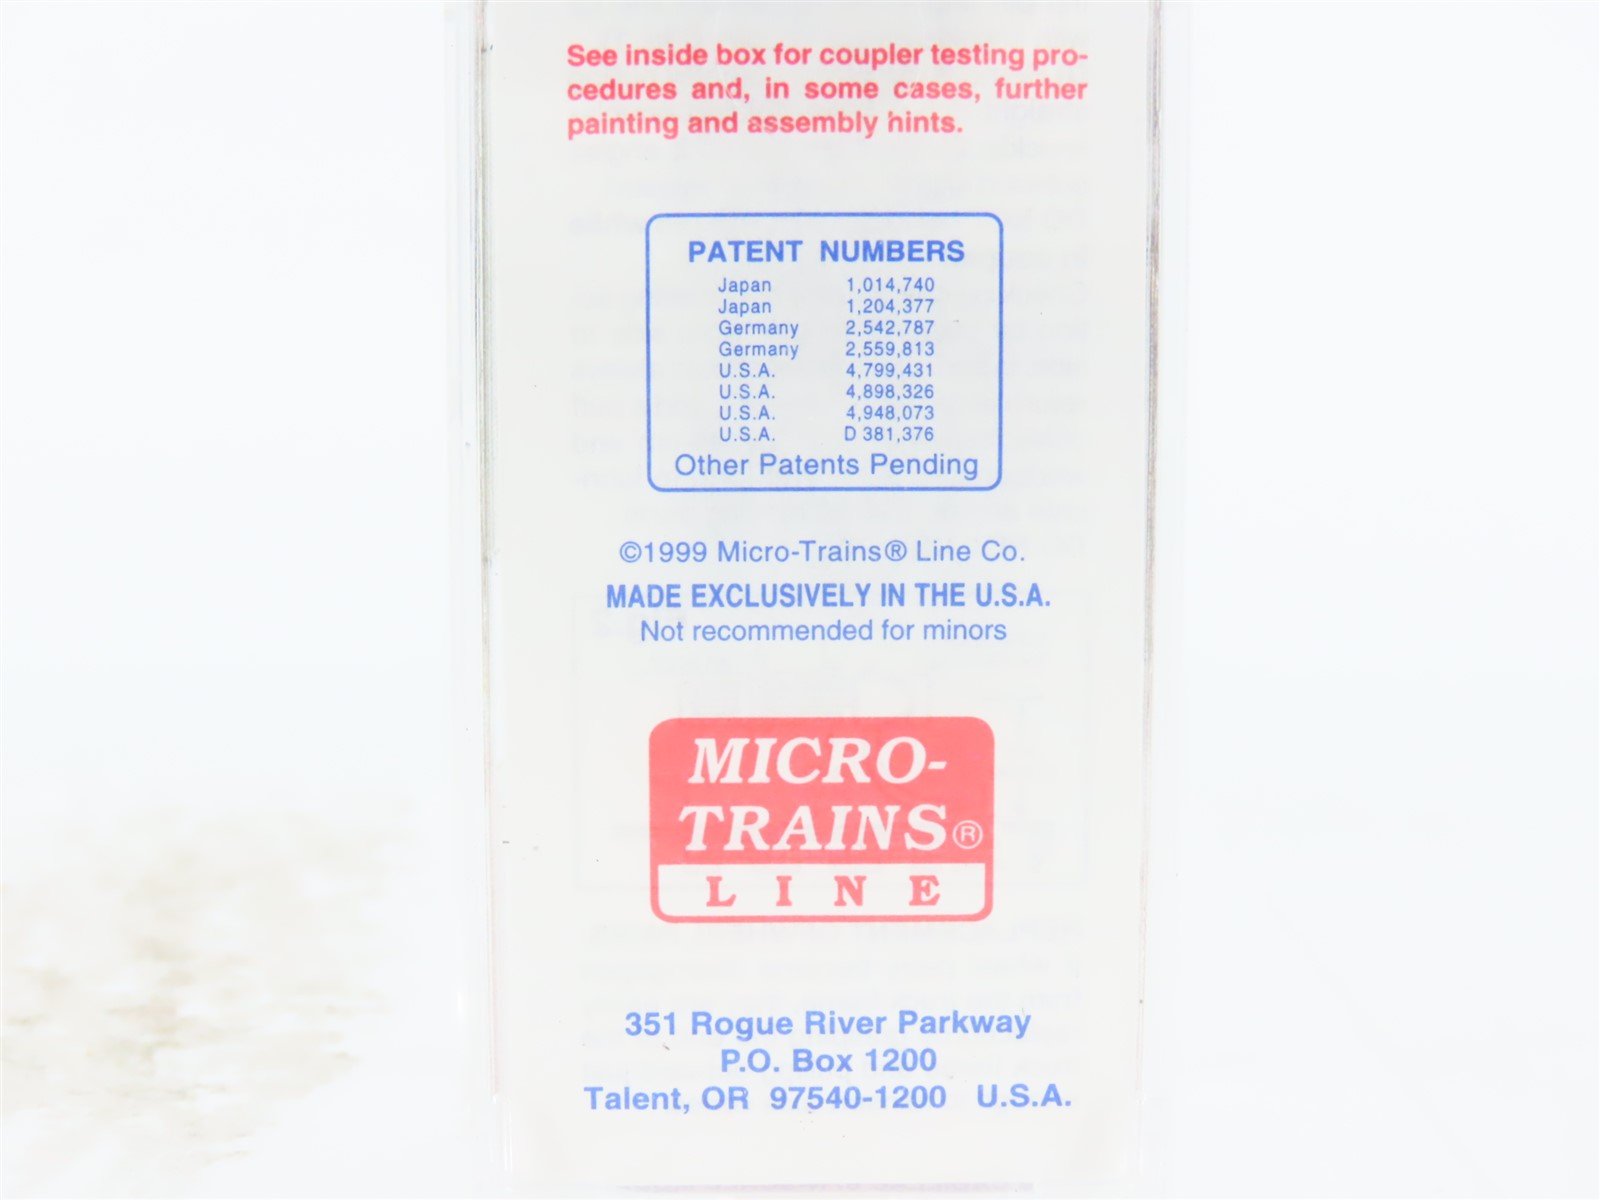 See inside box for coupler testing pro-
cedures and, in some cases, further
painting and assembly hints.
PATENT NUMBERS
Japan 1,014,740
Japan 1,204,377
Germany 2,542,787
Germany 2,559,813
U.S.A. 4,799,431
U.S.A. 4,898,326
U.S.A. 4,948,073
U.S.A. D 381,376
Other Patents Pending
©1999 Micro-Trains® Line Co.
MADE EXCLUSIVELY IN THE U.S.A.
Not recommended for minors
MICRO-
TRAINS®
LINE
351 Rogue River Parkway
P.O. Box 1200
Talent, OR 97540-1200 U.S.A.